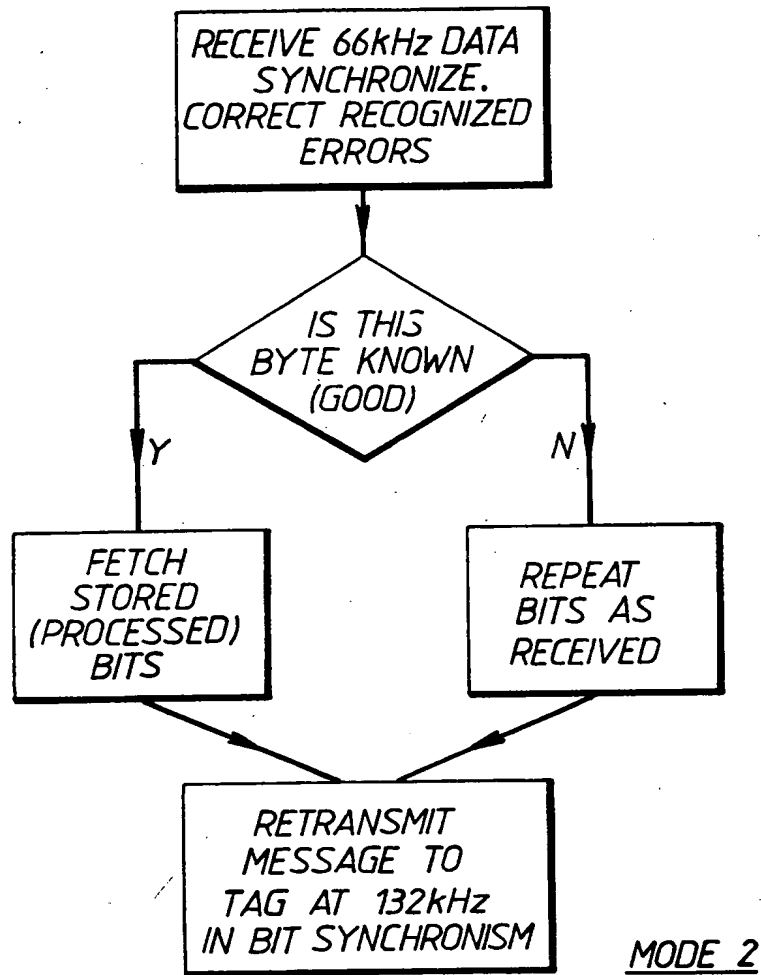 RECEIVE 66kHz DATA
SYNCHRONIZE.
CORRECT RECOGNIZED
ERRORS
IS THIS
BYTE KNOWN
(GOOD)
Y
N
FETCH
STORED
(PROCESSED)
BITS
REPEAT
BITS AS
RECEIVED
RETRANSMIT
MESSAGE TO
TAG AT 132kHz
IN BIT SYNCHRONISM
MODE 2